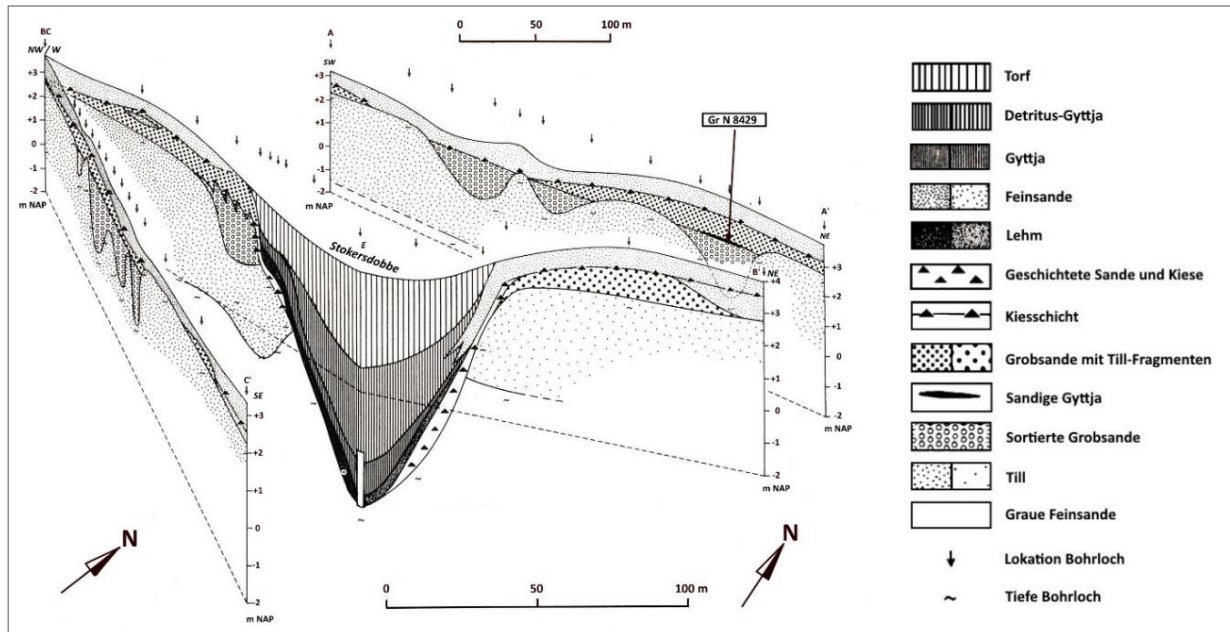 BC
NW/W
+3
+2
+1
0
-1
-2
m NAP
A
SW
+3
+2
+1
0
-1
-2
m NAP
0 50 100 m
Gr N 8429
E
Stokersdobbe
A'
NE
+3
+2
+1
0
-1
-2
m NAP
B'
NE
+4
+3
+2
+1
0
-1
-2
m NAP
C'
SE
+3
+2
+1
0
-1
-2
m NAP
N
0 50 100 m
N
Torf
Detritus-Gyttja
Gyttja
Feinsande
Lehm
Geschichtete Sande und Kiese
Kiesschicht
Grobsande mit Till-Fragmenten
Sandige Gyttja
Sortierte Grobsande
Till
Graue Feinsande
Lokation Bohrloch
Tiefe Bohrloch